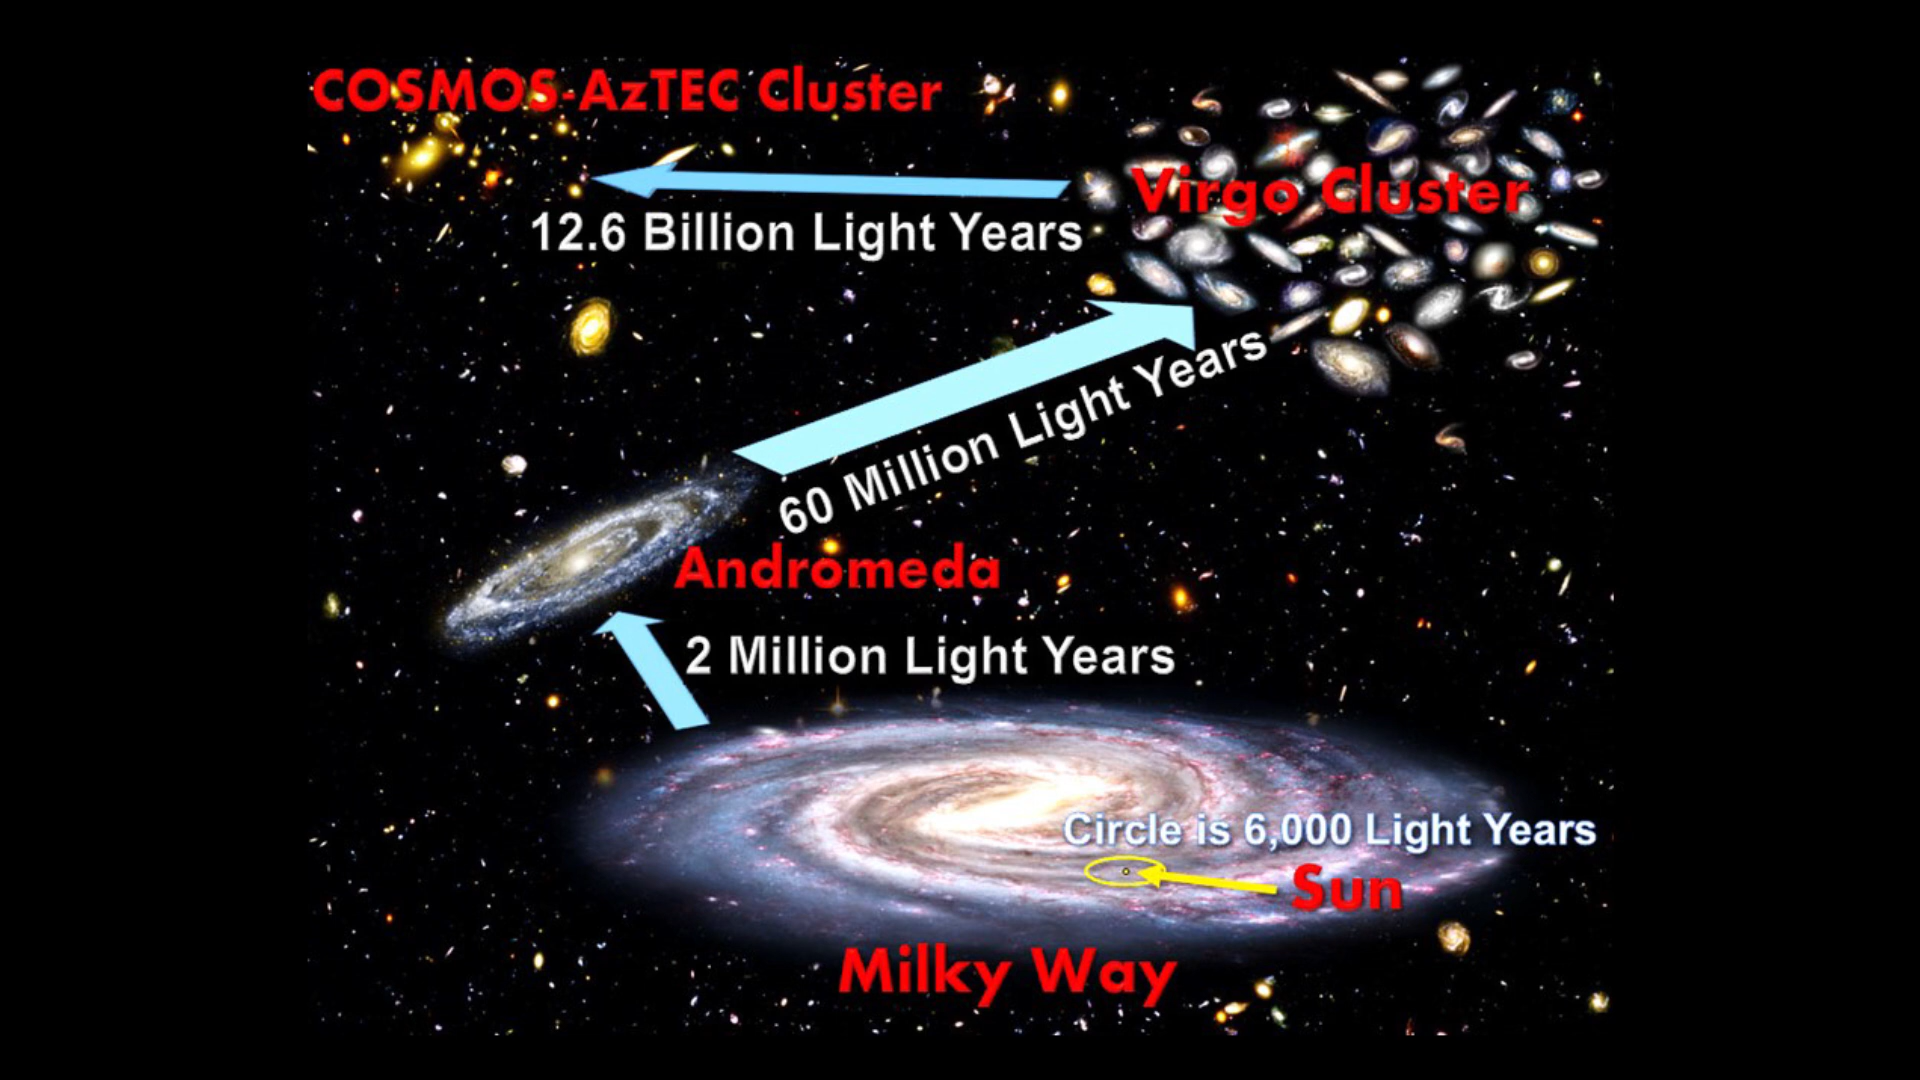 COSMOS-AzTEC Cluster
Virgo Cluster
12.6 Billion Light Years
60 Million Light Years
Andromeda
2 Million Light Years
Circle is 6,000 Light Years
Sun
Milky Way